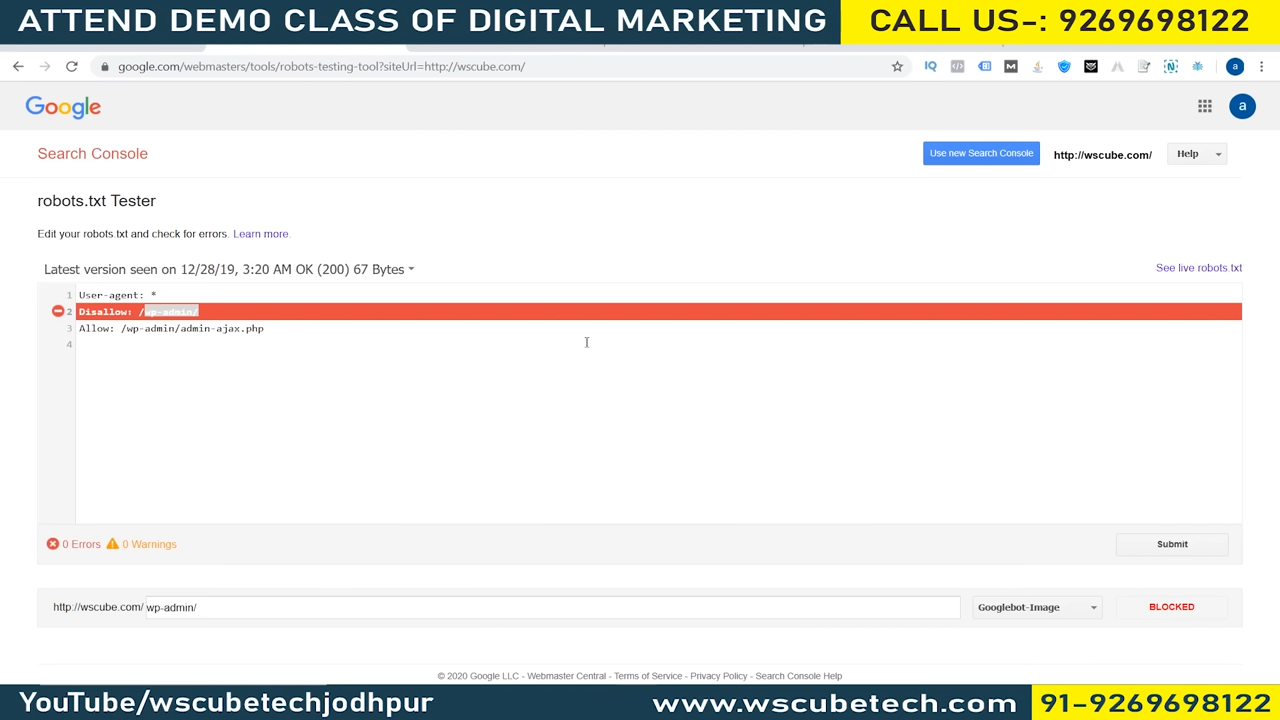 ATTEND DEMO CLASS OF DIGITAL MARKETING
CALL US-: 9269698122
google.com/webmasters/tools/robots-testing-tool?siteUrl=http://wscube.com/
IQ
M
N
a
Google
a
Search Console
Use new Search Console
http://wscube.com/
Help
robots.txt Tester
Edit your robots.txt and check for errors. Learn more.
Latest version seen on 12/28/19, 3:20 AM OK (200) 67 Bytes
See live robots.txt
1 User-agent: *
2 Disallow: /wp-admin/
3 Allow: /wp-admin/admin-ajax.php
4
0 Errors 0 Warnings
Submit
http://wscube.com/ wp-admin/
Googlebot-Image
BLOCKED
© 2020 Google LLC - Webmaster Central - Terms of Service - Privacy Policy - Search Console Help
YouTube/wscubetechjodhpur
www.wscubetech.com
91-9269698122